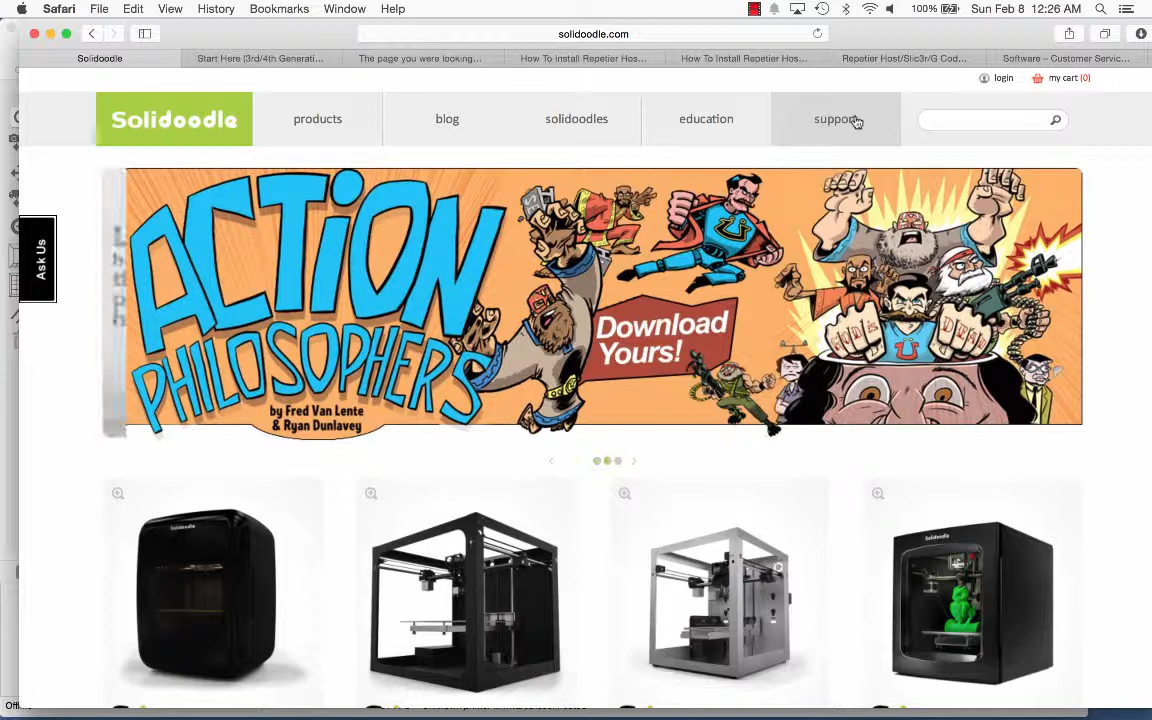 Safari File Edit View History Bookmarks Window Help 100% Sun Feb 8 12:26 AM
solidoodle.com
Solidoodle Start Here (3rd/4th Generati... The page you were looking... How To Install Repetier Hos... How To Install Repetier Hos... Repetier Host/Slic3r/G Cod... Software – Customer Servic...
login my cart (0)
Solidoodle products blog solidoodles education support
Ask Us
ACTION
PHILOSOPHERS
by Fred Van Lente
& Ryan Dunlavey
Download
Yours!
Solidoodle
Solidoodle